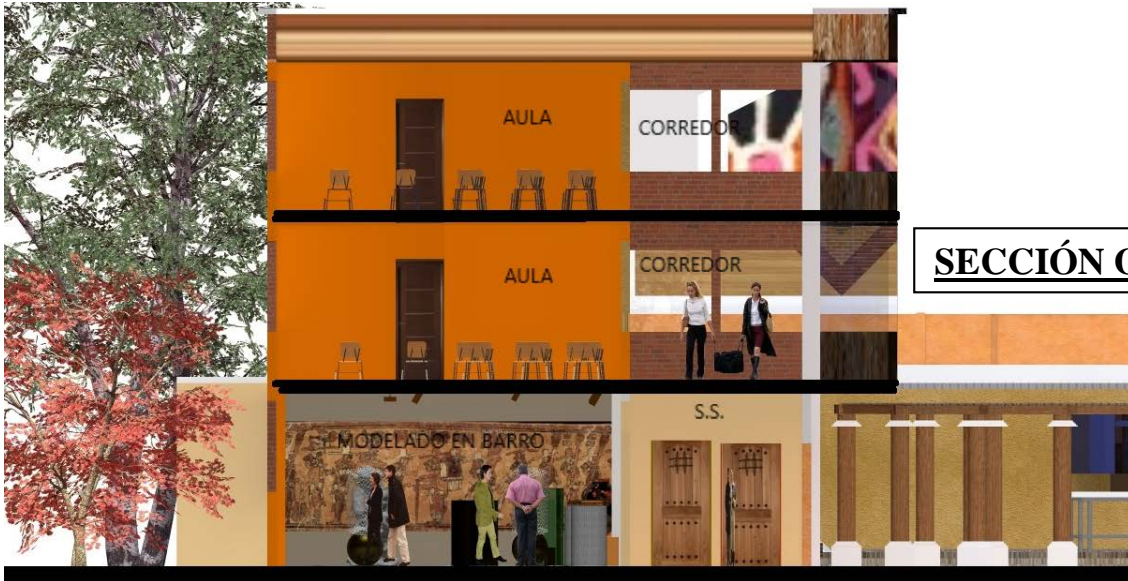 AULA
CORREDOR
SECCIÓN
AULA
CORREDOR
S.S.
MODELADO EN BARRO